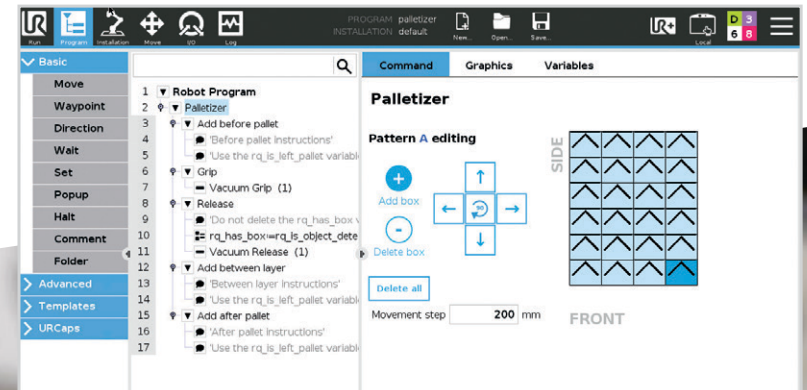 UR
PROGRAM palletizer
INSTALLATION default
Run Program Installation Move I/O Log New... Open... Save... Local
D 3
6 8
Basic
Move
Waypoint
Direction
Wait
Set
Popup
Halt
Comment
Folder
Advanced
Templates
URCaps
1 Robot Program
2 Palletizer
3 Add before pallet
4 'Before pallet instructions'
5 'Use the rq_is_left_pallet variabl
6 Grip
7 Vacuum Grip (1)
8 Release
9 'Do not delete the rq_has_box v
10 rq_has_box≔rq_is_object_dete
11 Vacuum Release (1)
12 Add between layer
13 'Between layer instructions'
14 'Use the rq_is_left_pallet variabl
15 Add after pallet
16 'After pallet instructions'
17 'Use the rq_is_left_pallet variabl
Command Graphics Variables
Palletizer
Pattern A editing
+
Add box
90
-
Delete box
Delete all
Movement step 200 mm
SIDE
FRONT